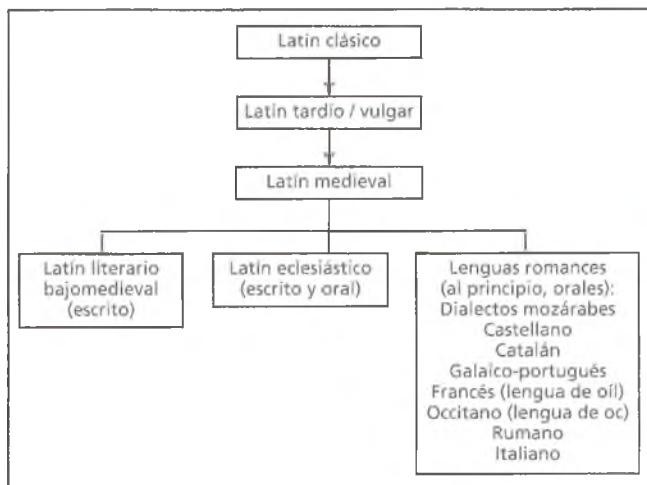 Latín clásico
Latín tardío / vulgar
Latín medieval
Latín literario
bajomedieval
(escrito)
Latín eclesiástico
(escrito y oral)
Lenguas romances
(al principio, orales):
Dialectos mozárabes
Castellano
Catalán
Galaico-portugués
Francés (lengua de oíl)
Occitano (lengua de oc)
Rumano
Italiano